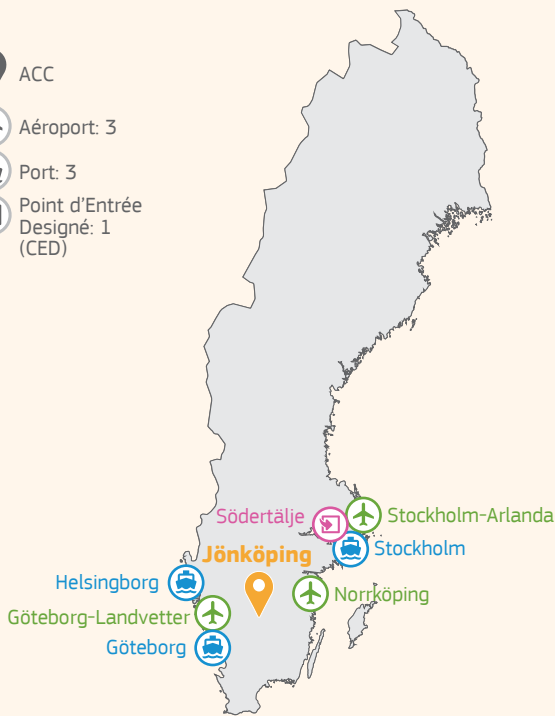 ACC
Aéroport: 3
Port: 3
Point d'Entrée
Designé: 1
(CED)
Södertälje
Stockholm-Arlanda
Stockholm
Jönköping
Helsingborg
Norrköping
Göteborg-Landvetter
Göteborg